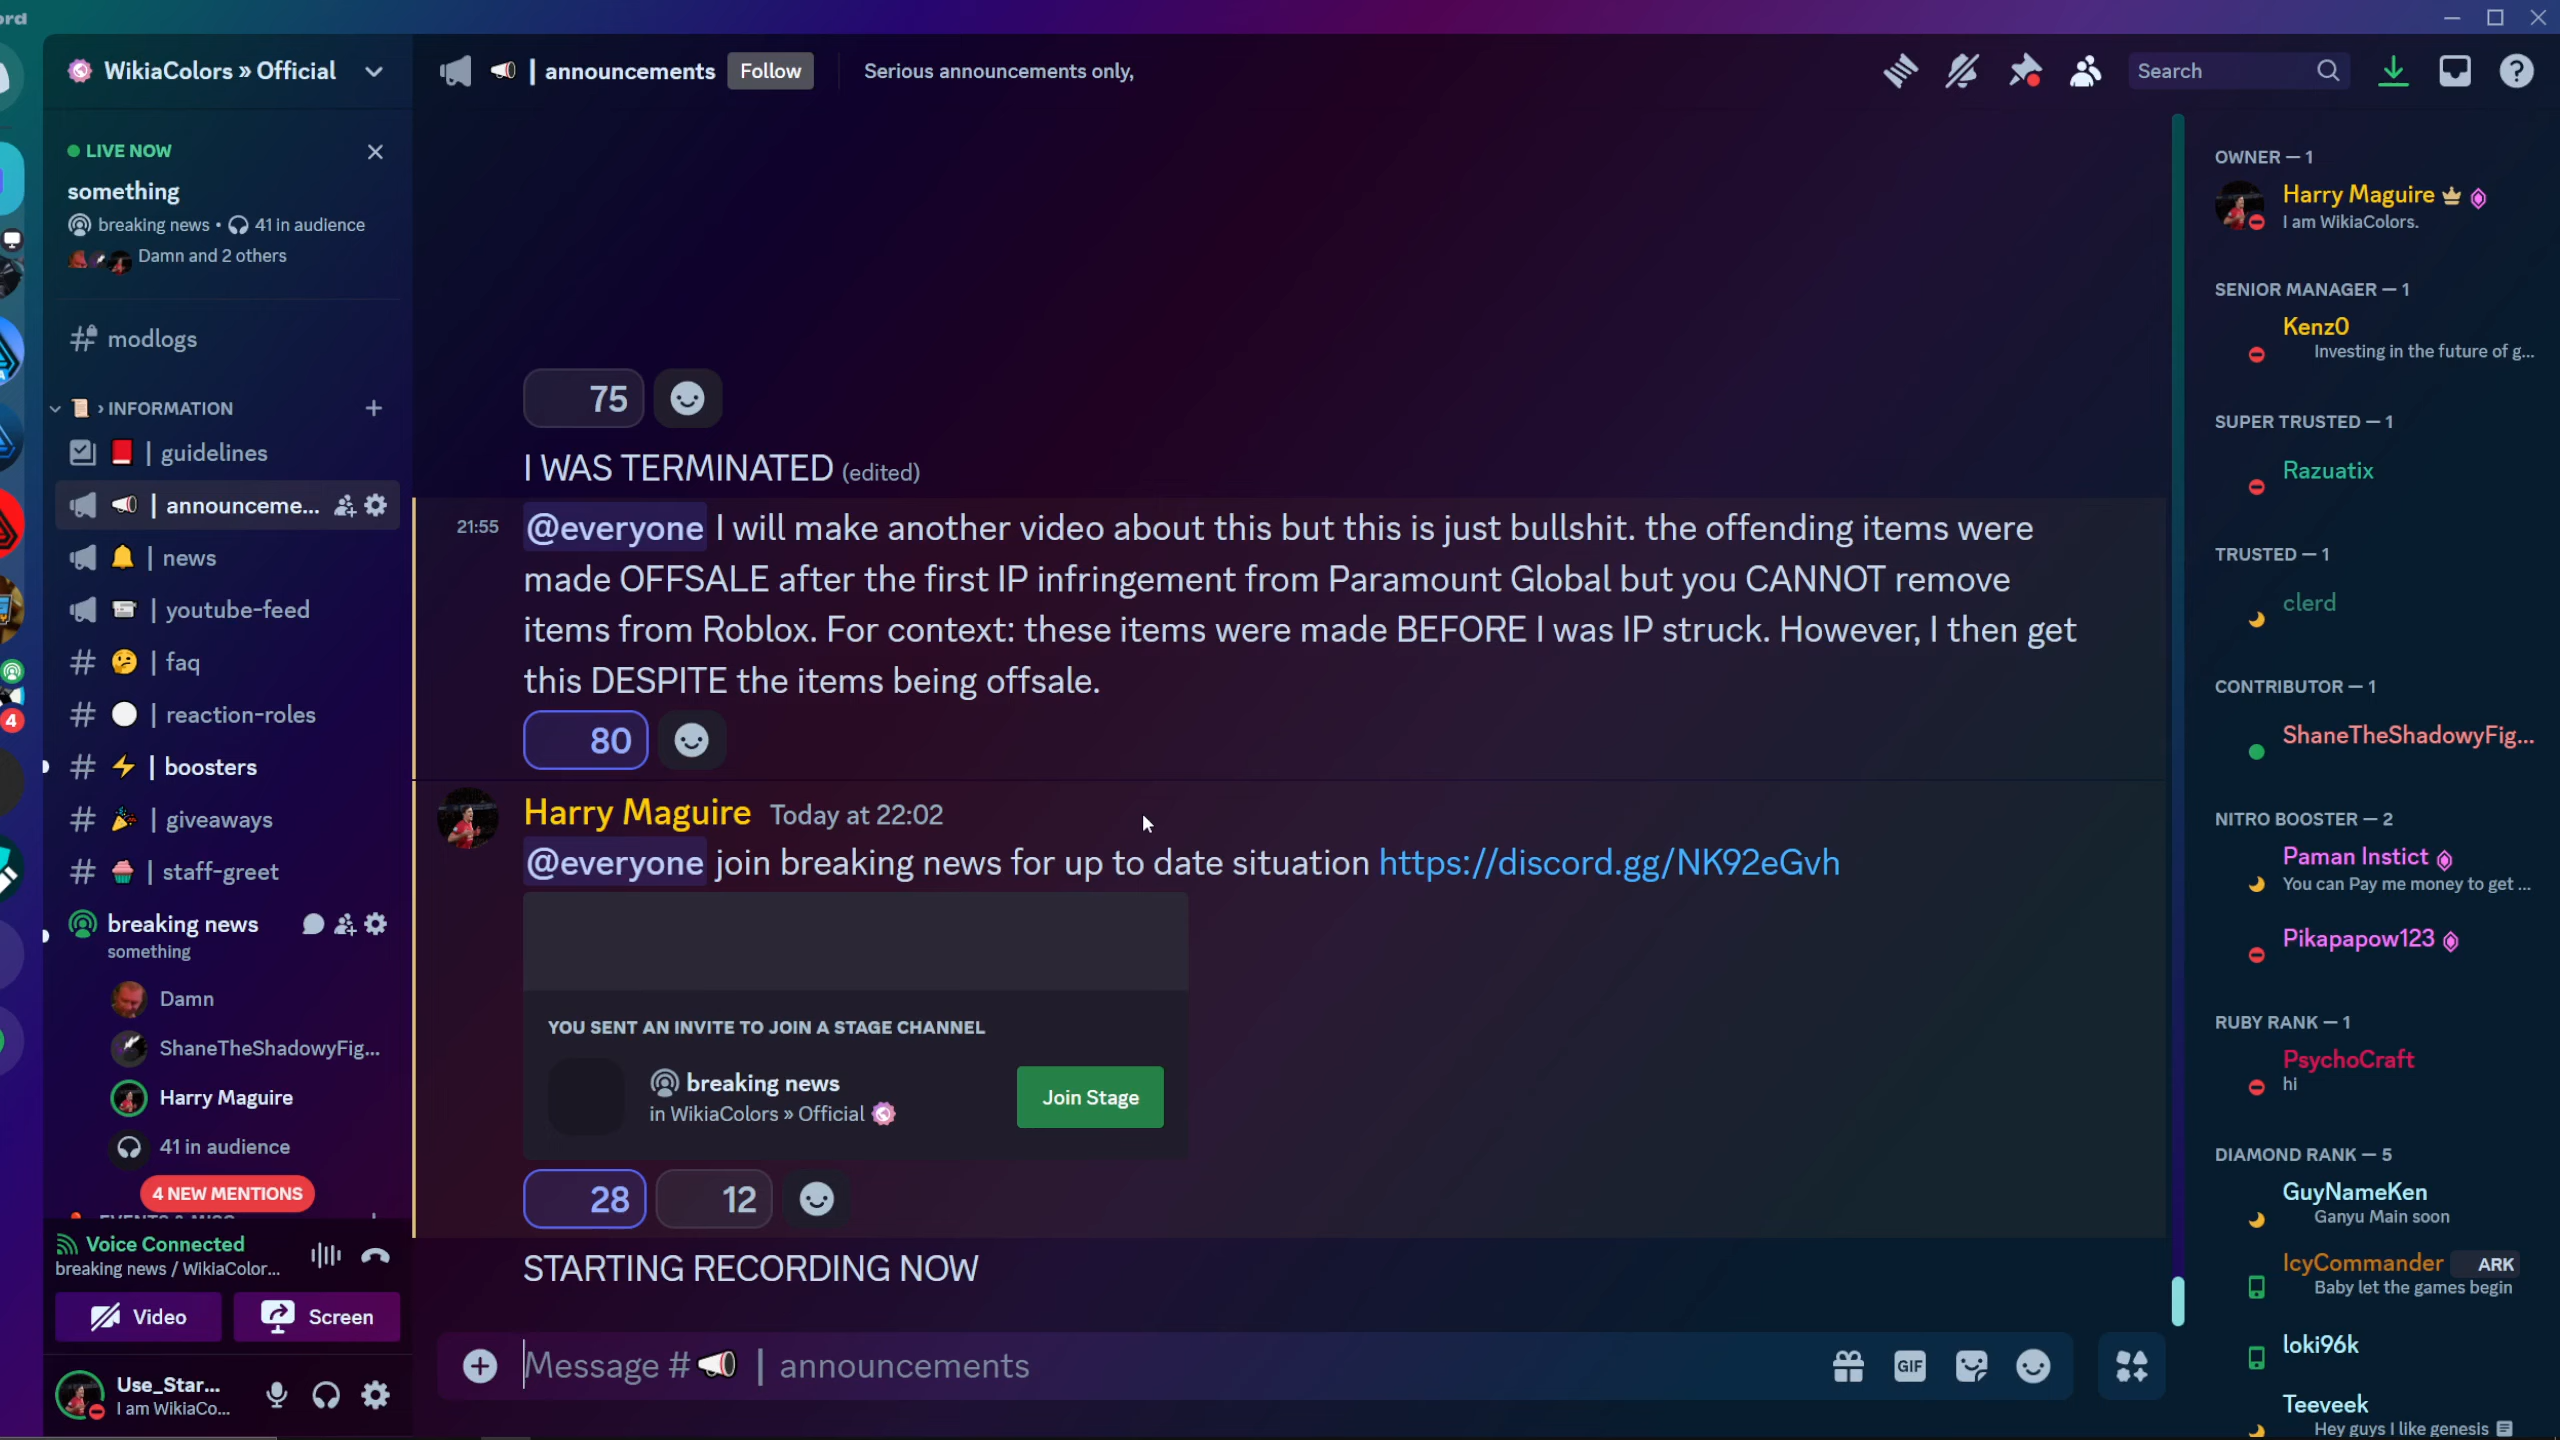 ord
WikiaColors » Official
LIVE NOW
something
breaking news • 41 in audience
Damn and 2 others
modlogs
› INFORMATION
| guidelines
| announceme...
| news
| youtube-feed
| faq
| reaction-roles
| boosters
| giveaways
| staff-greet
breaking news
something
Damn
ShaneTheShadowyFig...
Harry Maguire
41 in audience
4 NEW MENTIONS
4
Voice Connected
breaking news / WikiaColor...
Video
Screen
Use_Star...
I am WikiaCo...
| announcements
Follow
Serious announcements only,
Search
75
I WAS TERMINATED (edited)
21:55
@everyone I will make another video about this but this is just bullshit. the offending items were
made OFFSALE after the first IP infringement from Paramount Global but you CANNOT remove
items from Roblox. For context: these items were made BEFORE I was IP struck. However, I then get
this DESPITE the items being offsale.
80
Harry Maguire Today at 22:02
@everyone join breaking news for up to date situation https://discord.gg/NK92eGvh
YOU SENT AN INVITE TO JOIN A STAGE CHANNEL
breaking news
in WikiaColors » Official
Join Stage
28 12
STARTING RECORDING NOW
Message # | announcements
GIF
OWNER — 1
Harry Maguire
I am WikiaColors.
SENIOR MANAGER — 1
Kenz0
Investing in the future of g...
SUPER TRUSTED — 1
Razuatix
TRUSTED — 1
clerd
CONTRIBUTOR — 1
ShaneTheShadowyFig...
NITRO BOOSTER — 2
Paman Instict
You can Pay me money to get ...
Pikapapow123
RUBY RANK — 1
PsychoCraft
hi
DIAMOND RANK — 5
GuyNameKen
Ganyu Main soon
IcyCommander ARK
Baby let the games begin
loki96k
Teeveek
Hey guys I like genesis